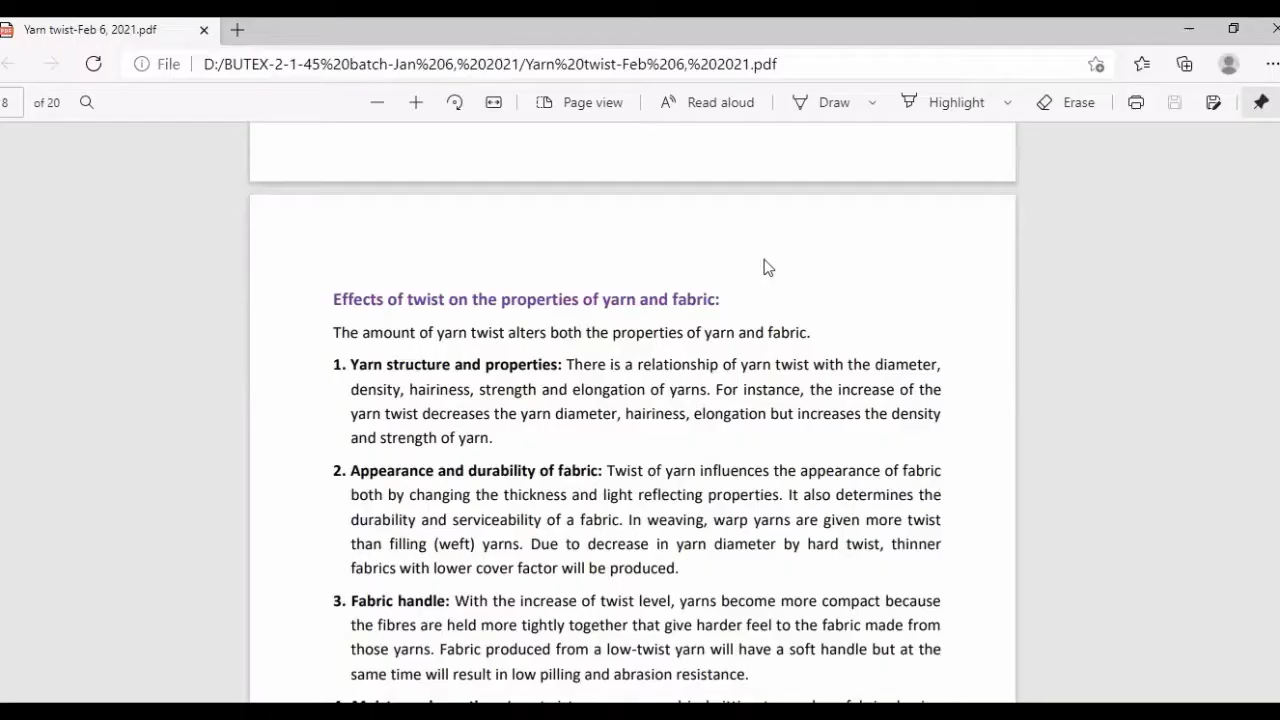 Yarn twist-Feb 6, 2021.pdf
File
D:/BUTEX-2-1-45%20batch-Jan%206,%202021/Yarn%20twist-Feb%206,%202021.pdf
8 of 20
Page view
Read aloud
Draw
Highlight
Erase
Effects of twist on the properties of yarn and fabric:
The amount of yarn twist alters both the properties of yarn and fabric.
1. Yarn structure and properties: There is a relationship of yarn twist with the diameter,
density, hairiness, strength and elongation of yarns. For instance, the increase of the
yarn twist decreases the yarn diameter, hairiness, elongation but increases the density
and strength of yarn.
2. Appearance and durability of fabric: Twist of yarn influences the appearance of fabric
both by changing the thickness and light reflecting properties. It also determines the
durability and serviceability of a fabric. In weaving, warp yarns are given more twist
than filling (weft) yarns. Due to decrease in yarn diameter by hard twist, thinner
fabrics with lower cover factor will be produced.
3. Fabric handle: With the increase of twist level, yarns become more compact because
the fibres are held more tightly together that give harder feel to the fabric made from
those yarns. Fabric produced from a low-twist yarn will have a soft handle but at the
same time will result in low pilling and abrasion resistance.